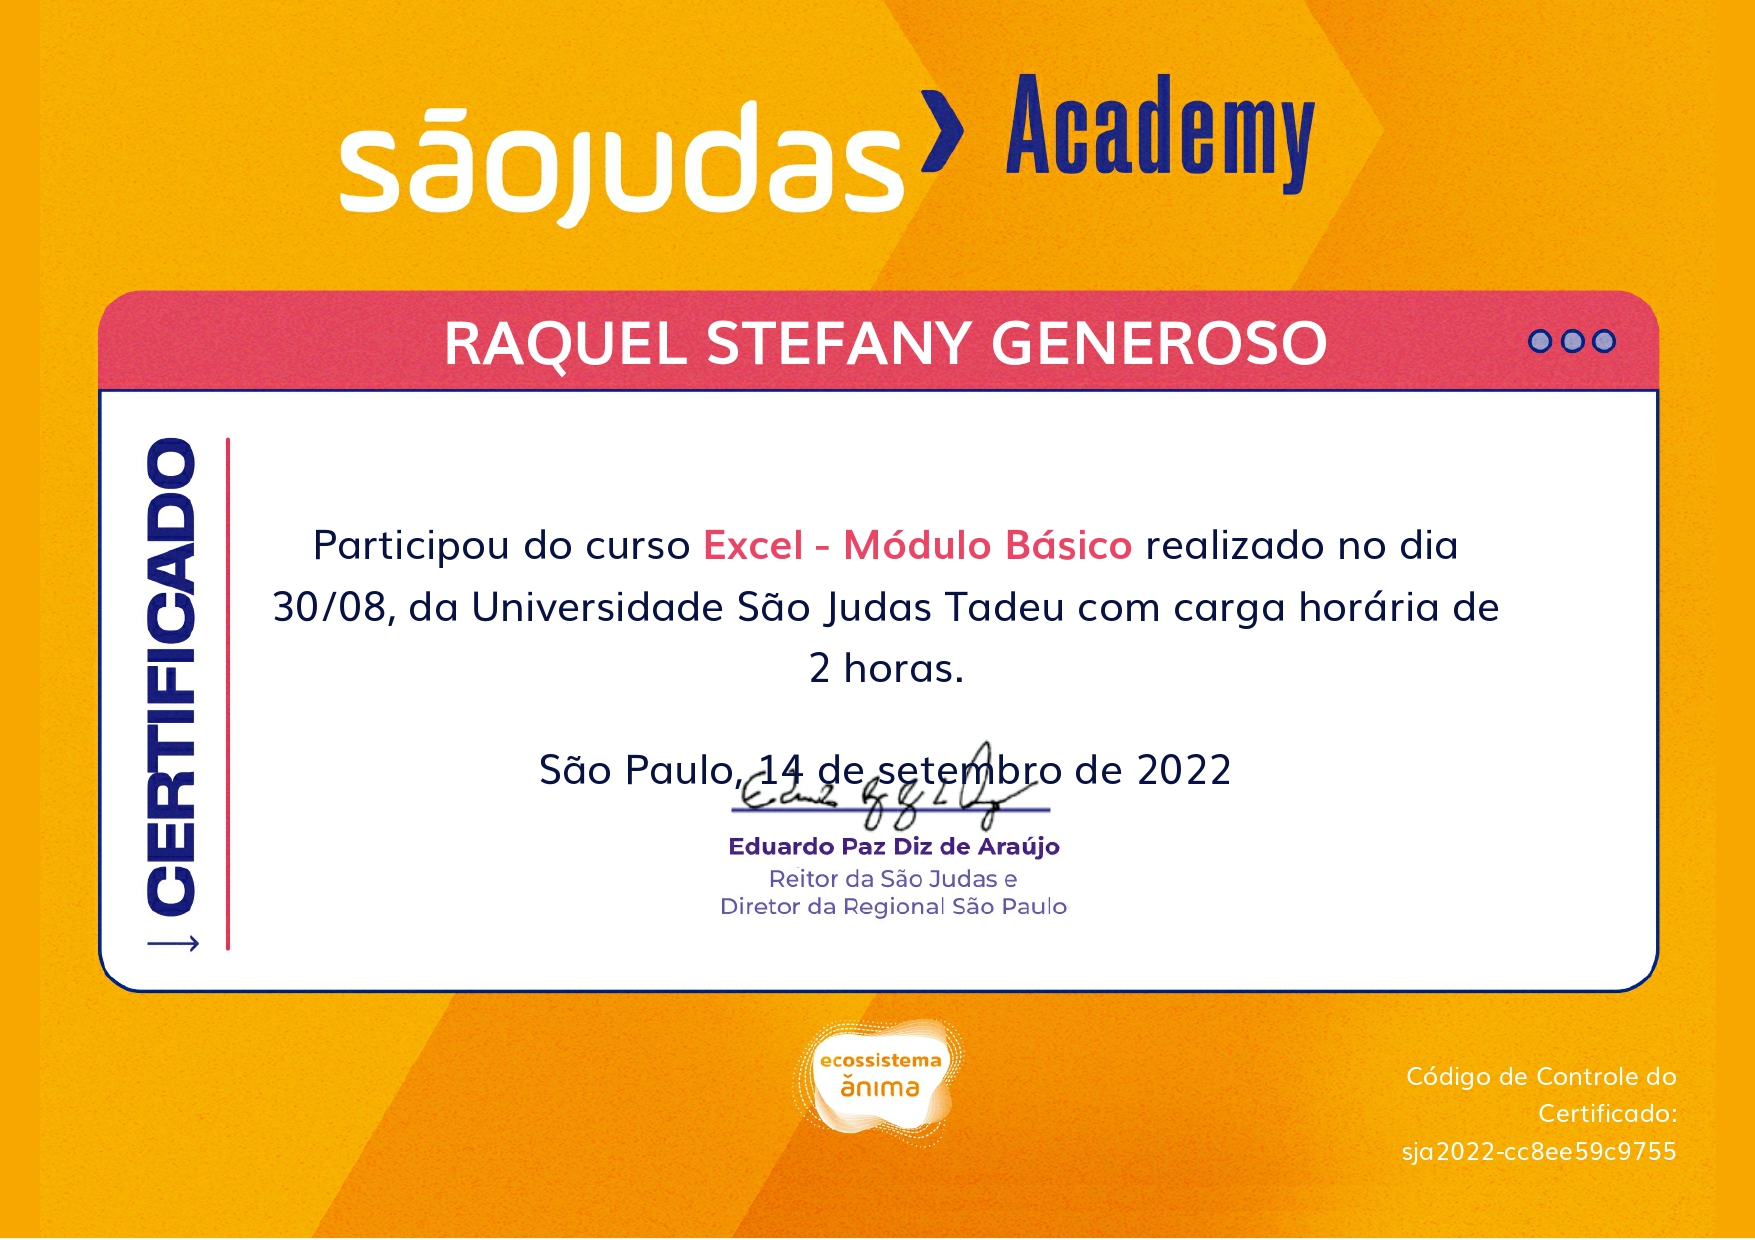 sãojudas Academy
RAQUEL STEFANY GENEROSO
CERTIFICADO
Participou do curso Excel - Módulo Básico realizado no dia
30/08, da Universidade São Judas Tadeu com carga horária de
2 horas.
São Paulo, 14 de setembro de 2022
Eduardo Paz Diz de Araújo
Reitor da São Judas e
Diretor da Regional São Paulo
ecossistema
ănıma
Código de Controle do
Certificado:
sja2022-cc8ee59c9755